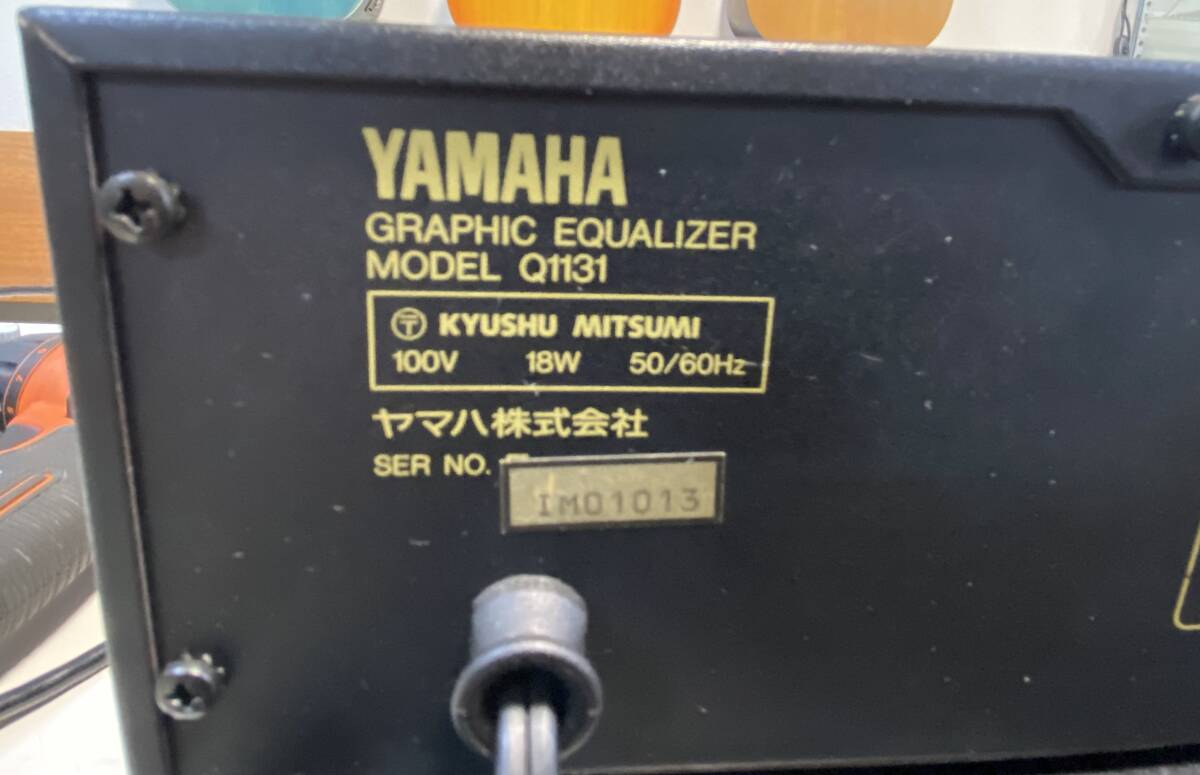 YAMAHA
GRAPHIC EQUALIZER
MODEL Q1131
〶 KYUSHU MITSUMI
100V 18W 50/60Hz
ヤマハ株式会社
SER NO.
IM01013